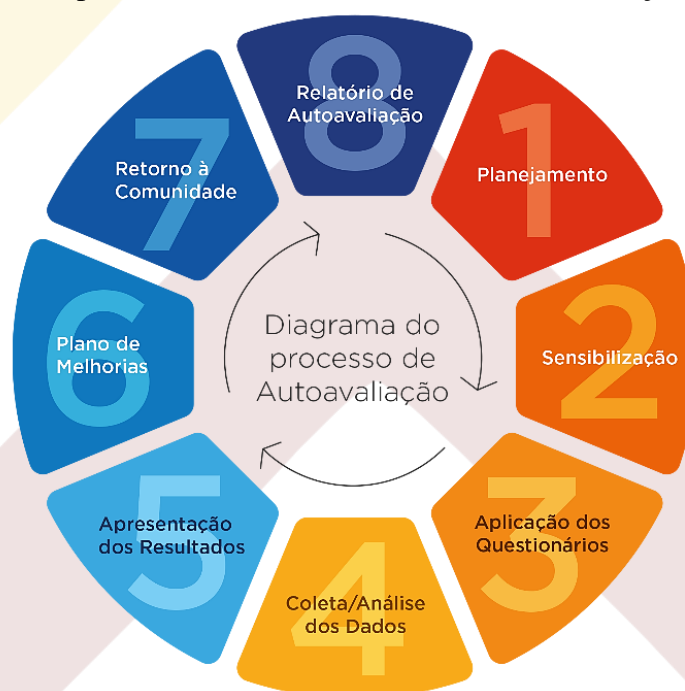 8
Relatório de
Autoavaliação
1
Planejamento
2
Sensibilização
3
Aplicação dos
Questionários
4
Coleta/Análise
dos Dados
5
Apresentação
dos Resultados
6
Plano de
Melhorias
7
Retorno à
Comunidade
Diagrama do
processo de
Autoavaliação